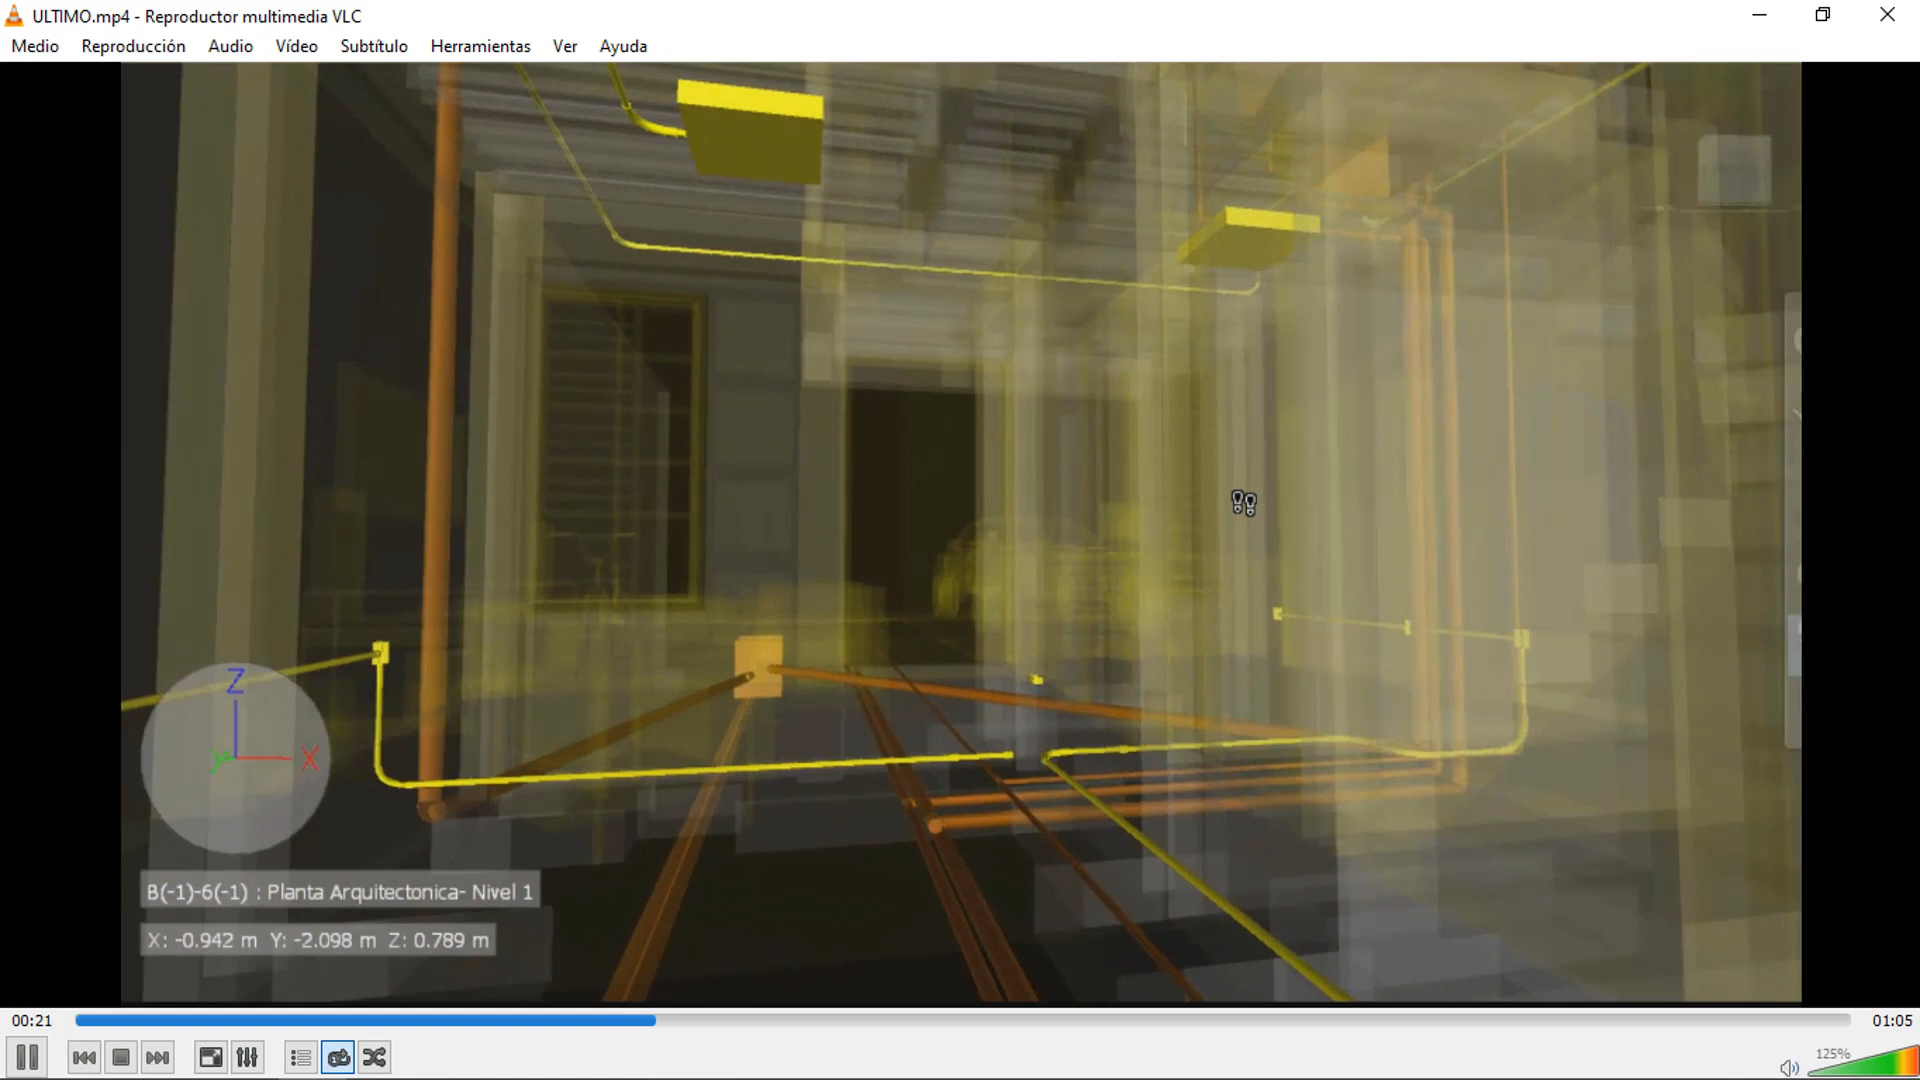 ULTIMO.mp4 - Reproductor multimedia VLC
Medio Reproducción Audio Vídeo Subtítulo Herramientas Ver Ayuda
Z
Y X
B(-1)-6(-1) : Planta Arquitectonica- Nivel 1
X: -0.942 m Y: -2.098 m Z: 0.789 m
00:21 01:05
125%